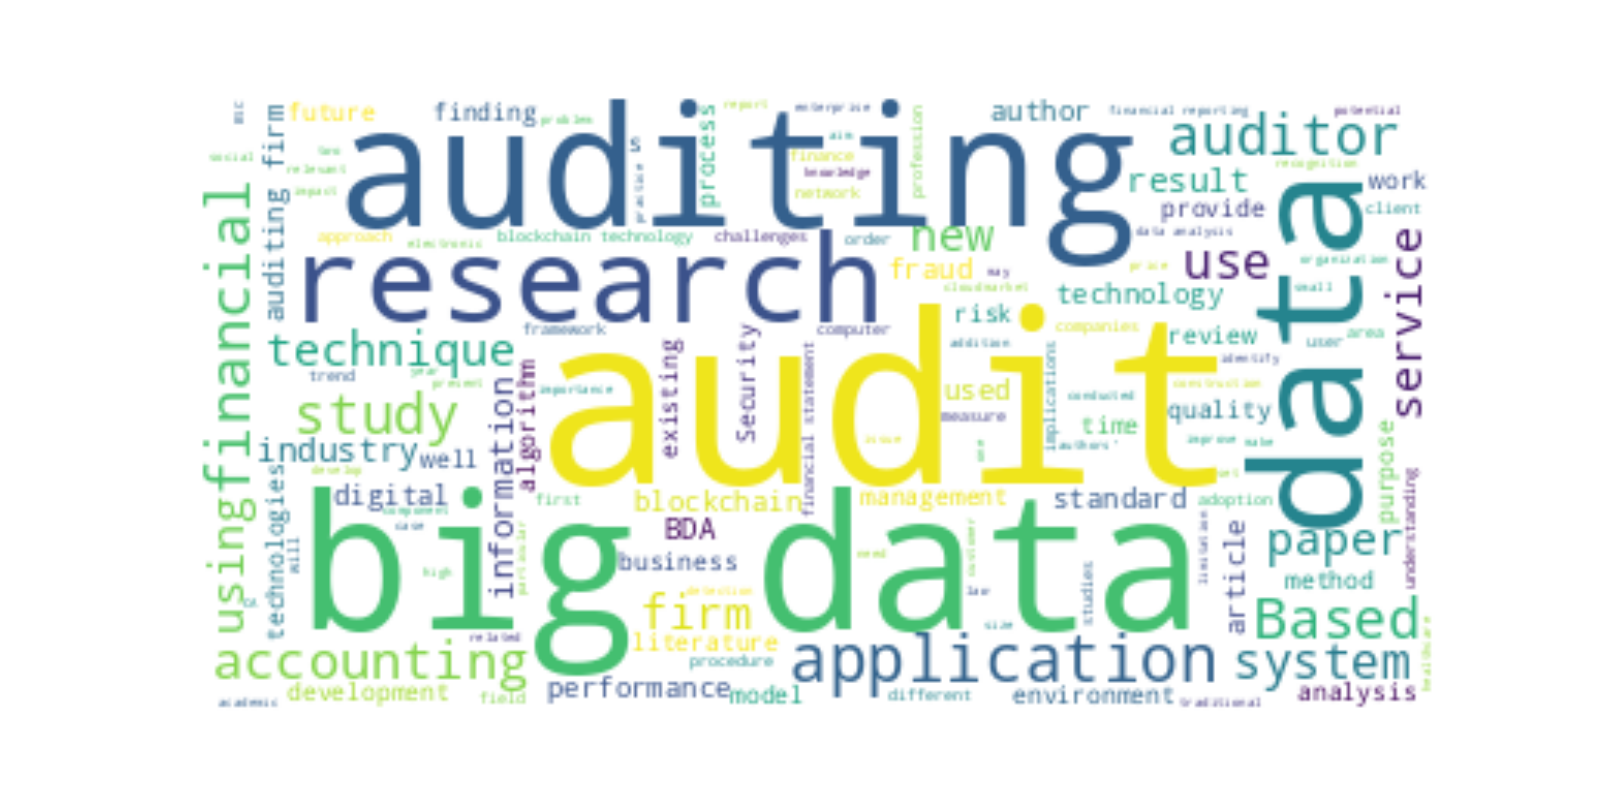 future
finding
problem
auditing
process
report
enterprise
aim
finance
knowledge
network
profession
author
financial reporting
potential
auditor
recognition
social
two
relevant
impact
auditing firm
practice
s
result
work
provide
client
data analysis
approach
electronic
blockchain technology
challenges
order
new
research
fraud
may
price
use
organization
cloudmarket
technology
small
data
service
financial
using
framework
computer
risk
companies
review
user
area
technique
addition
identify
trend
year
present
algorithm
importance
existing
Security
financial statement
audit
used
implications
conducted
construction
measure
quality
study
time
issue
authors'
improve
make
industry
well
information
develop
purpose
understanding
technologies
digital
component
case
first
blockchain
management
standard
adoption
big data
BDA
particular
customer
limitation
article
paper
will
high
business
need
method
detection
law
studies
firm
size
Based
related
literature
accounting
procedure
application
system
healthcare
academic
development
field
performance
model
different
environment
traditional
analysis